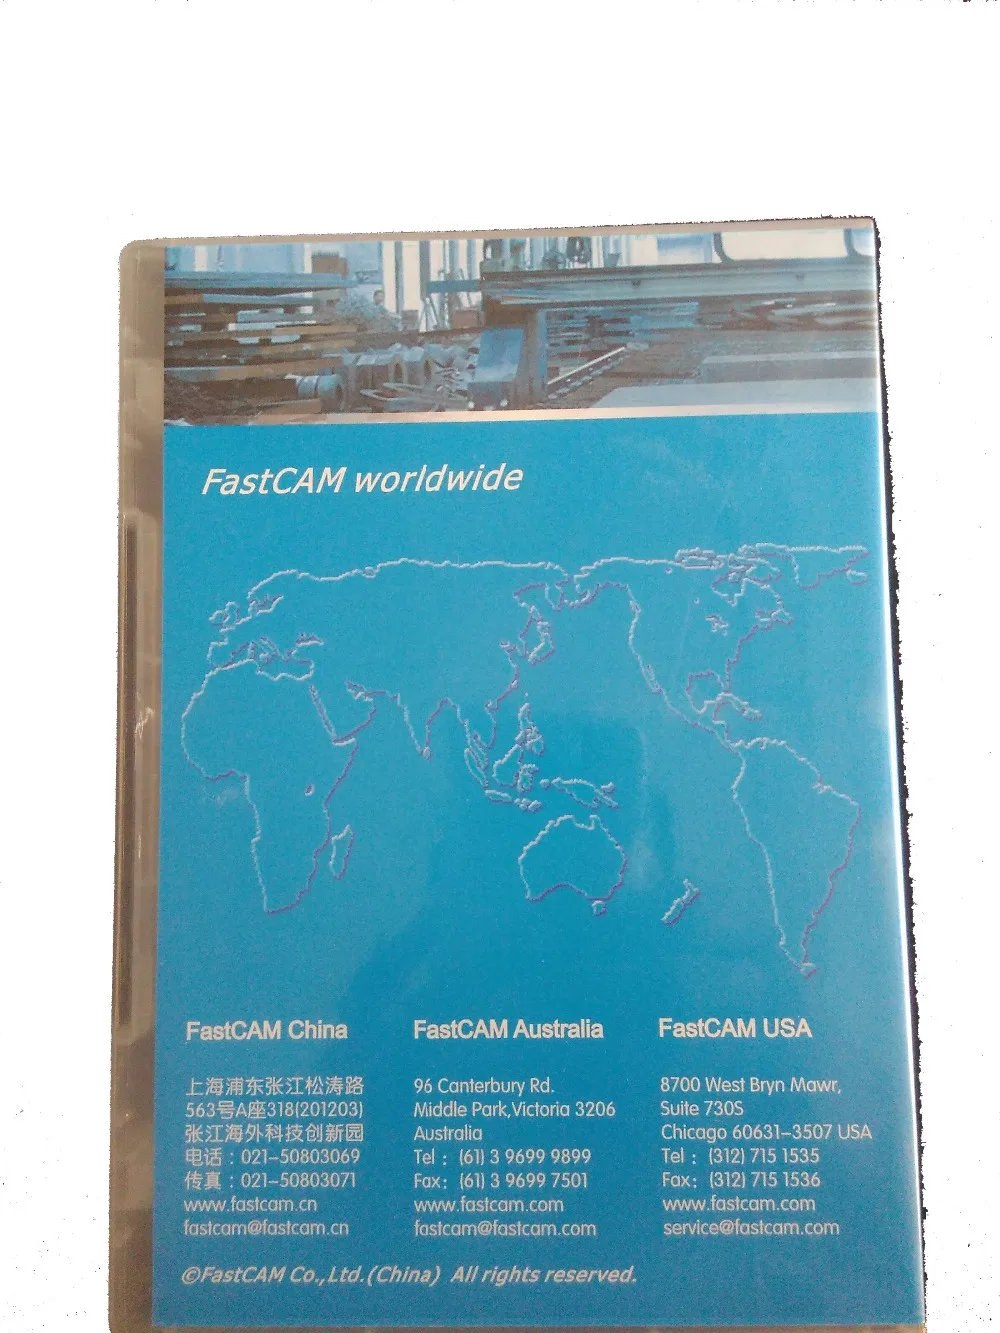 FastCAM worldwide
FastCAM China
上海浦东张江松涛路
563号A座318(201203)
张江海外科技创新园
电话：021-50803069
传真：021-50803071
www.fastcam.cn
fastcam@fastcam.cn
FastCAM Australia
96 Canterbury Rd.
Middle Park,Victoria 3206
Australia
Tel： (61) 3 9699 9899
Fax： (61) 3 9699 7501
www.fastcam.com
fastcam@fastcam.com
FastCAM USA
8700 West Bryn Mawr,
Suite 730S
Chicago 60631-3507 USA
Tel： (312) 715 1535
Fax： (312) 715 1536
www.fastcam.com
service@fastcam.com
©FastCAM Co.,Ltd.(China) All rights reserved.